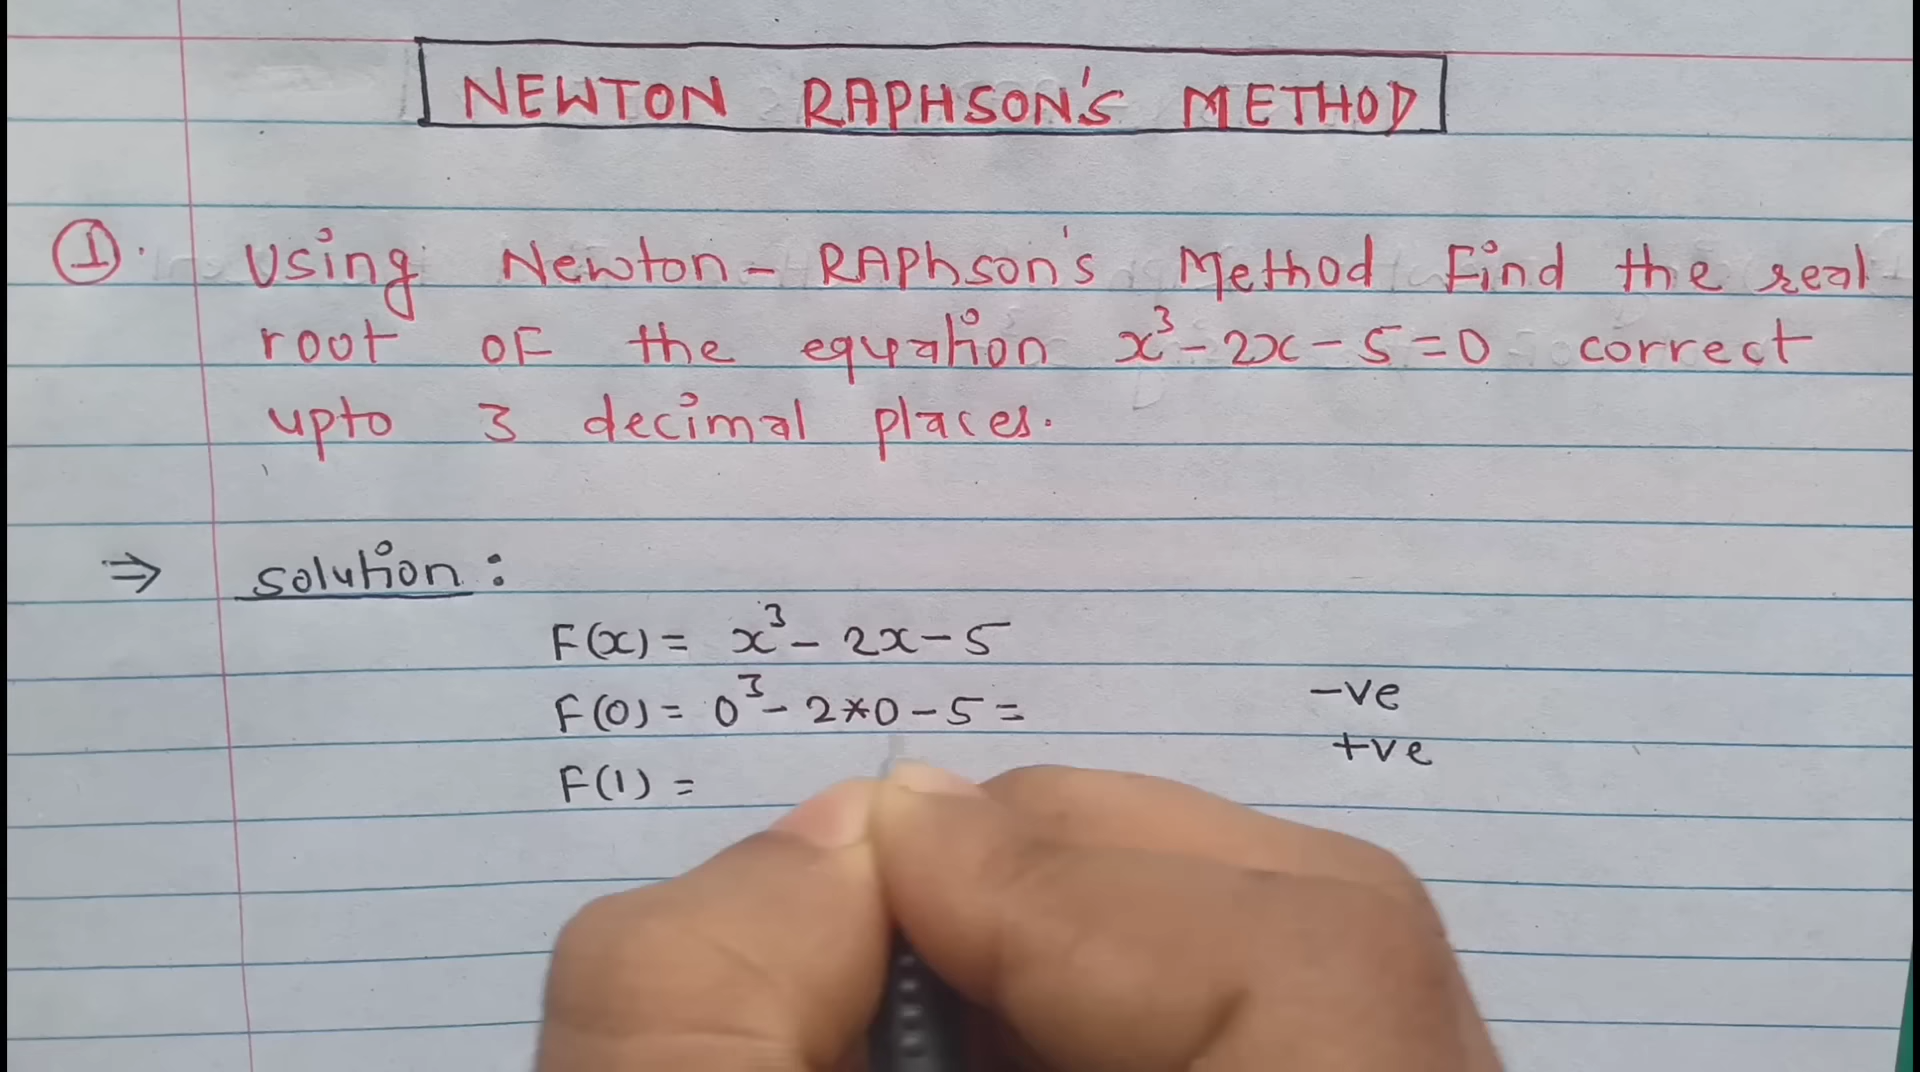 NEWTON RAPHSON'S METHOD
1. Using Newton-RAPhson's Method Find the real
root OF the equation x³-2x-5=0 correct
upto 3 decimal places.
⇒ solution:
F(x) = x³-2x-5
F(0) = 0³-2*0-5= -ve
F(1) = +ve